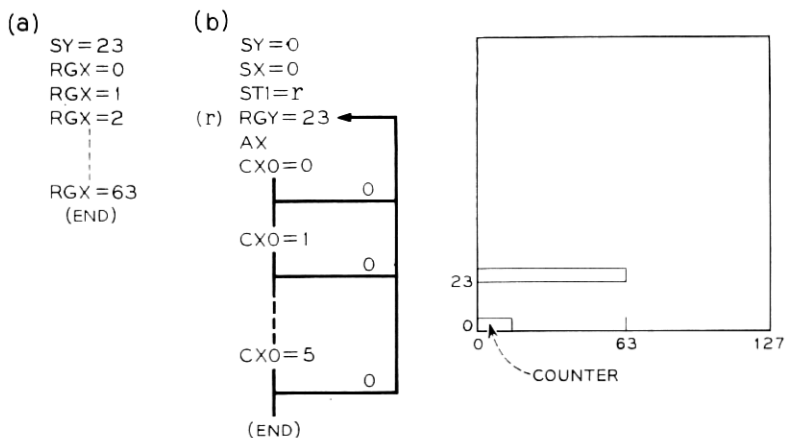 (a)
SY=23
RGX=0
RGX=1
RGX=2
RGX=63
(END)
(b)
SY=0
SX=0
ST1=r
(r) RGY=23
AX
CX0=0
0
CX0=1
0
CX0=5
0
(END)
23
0
0 63 127
COUNTER